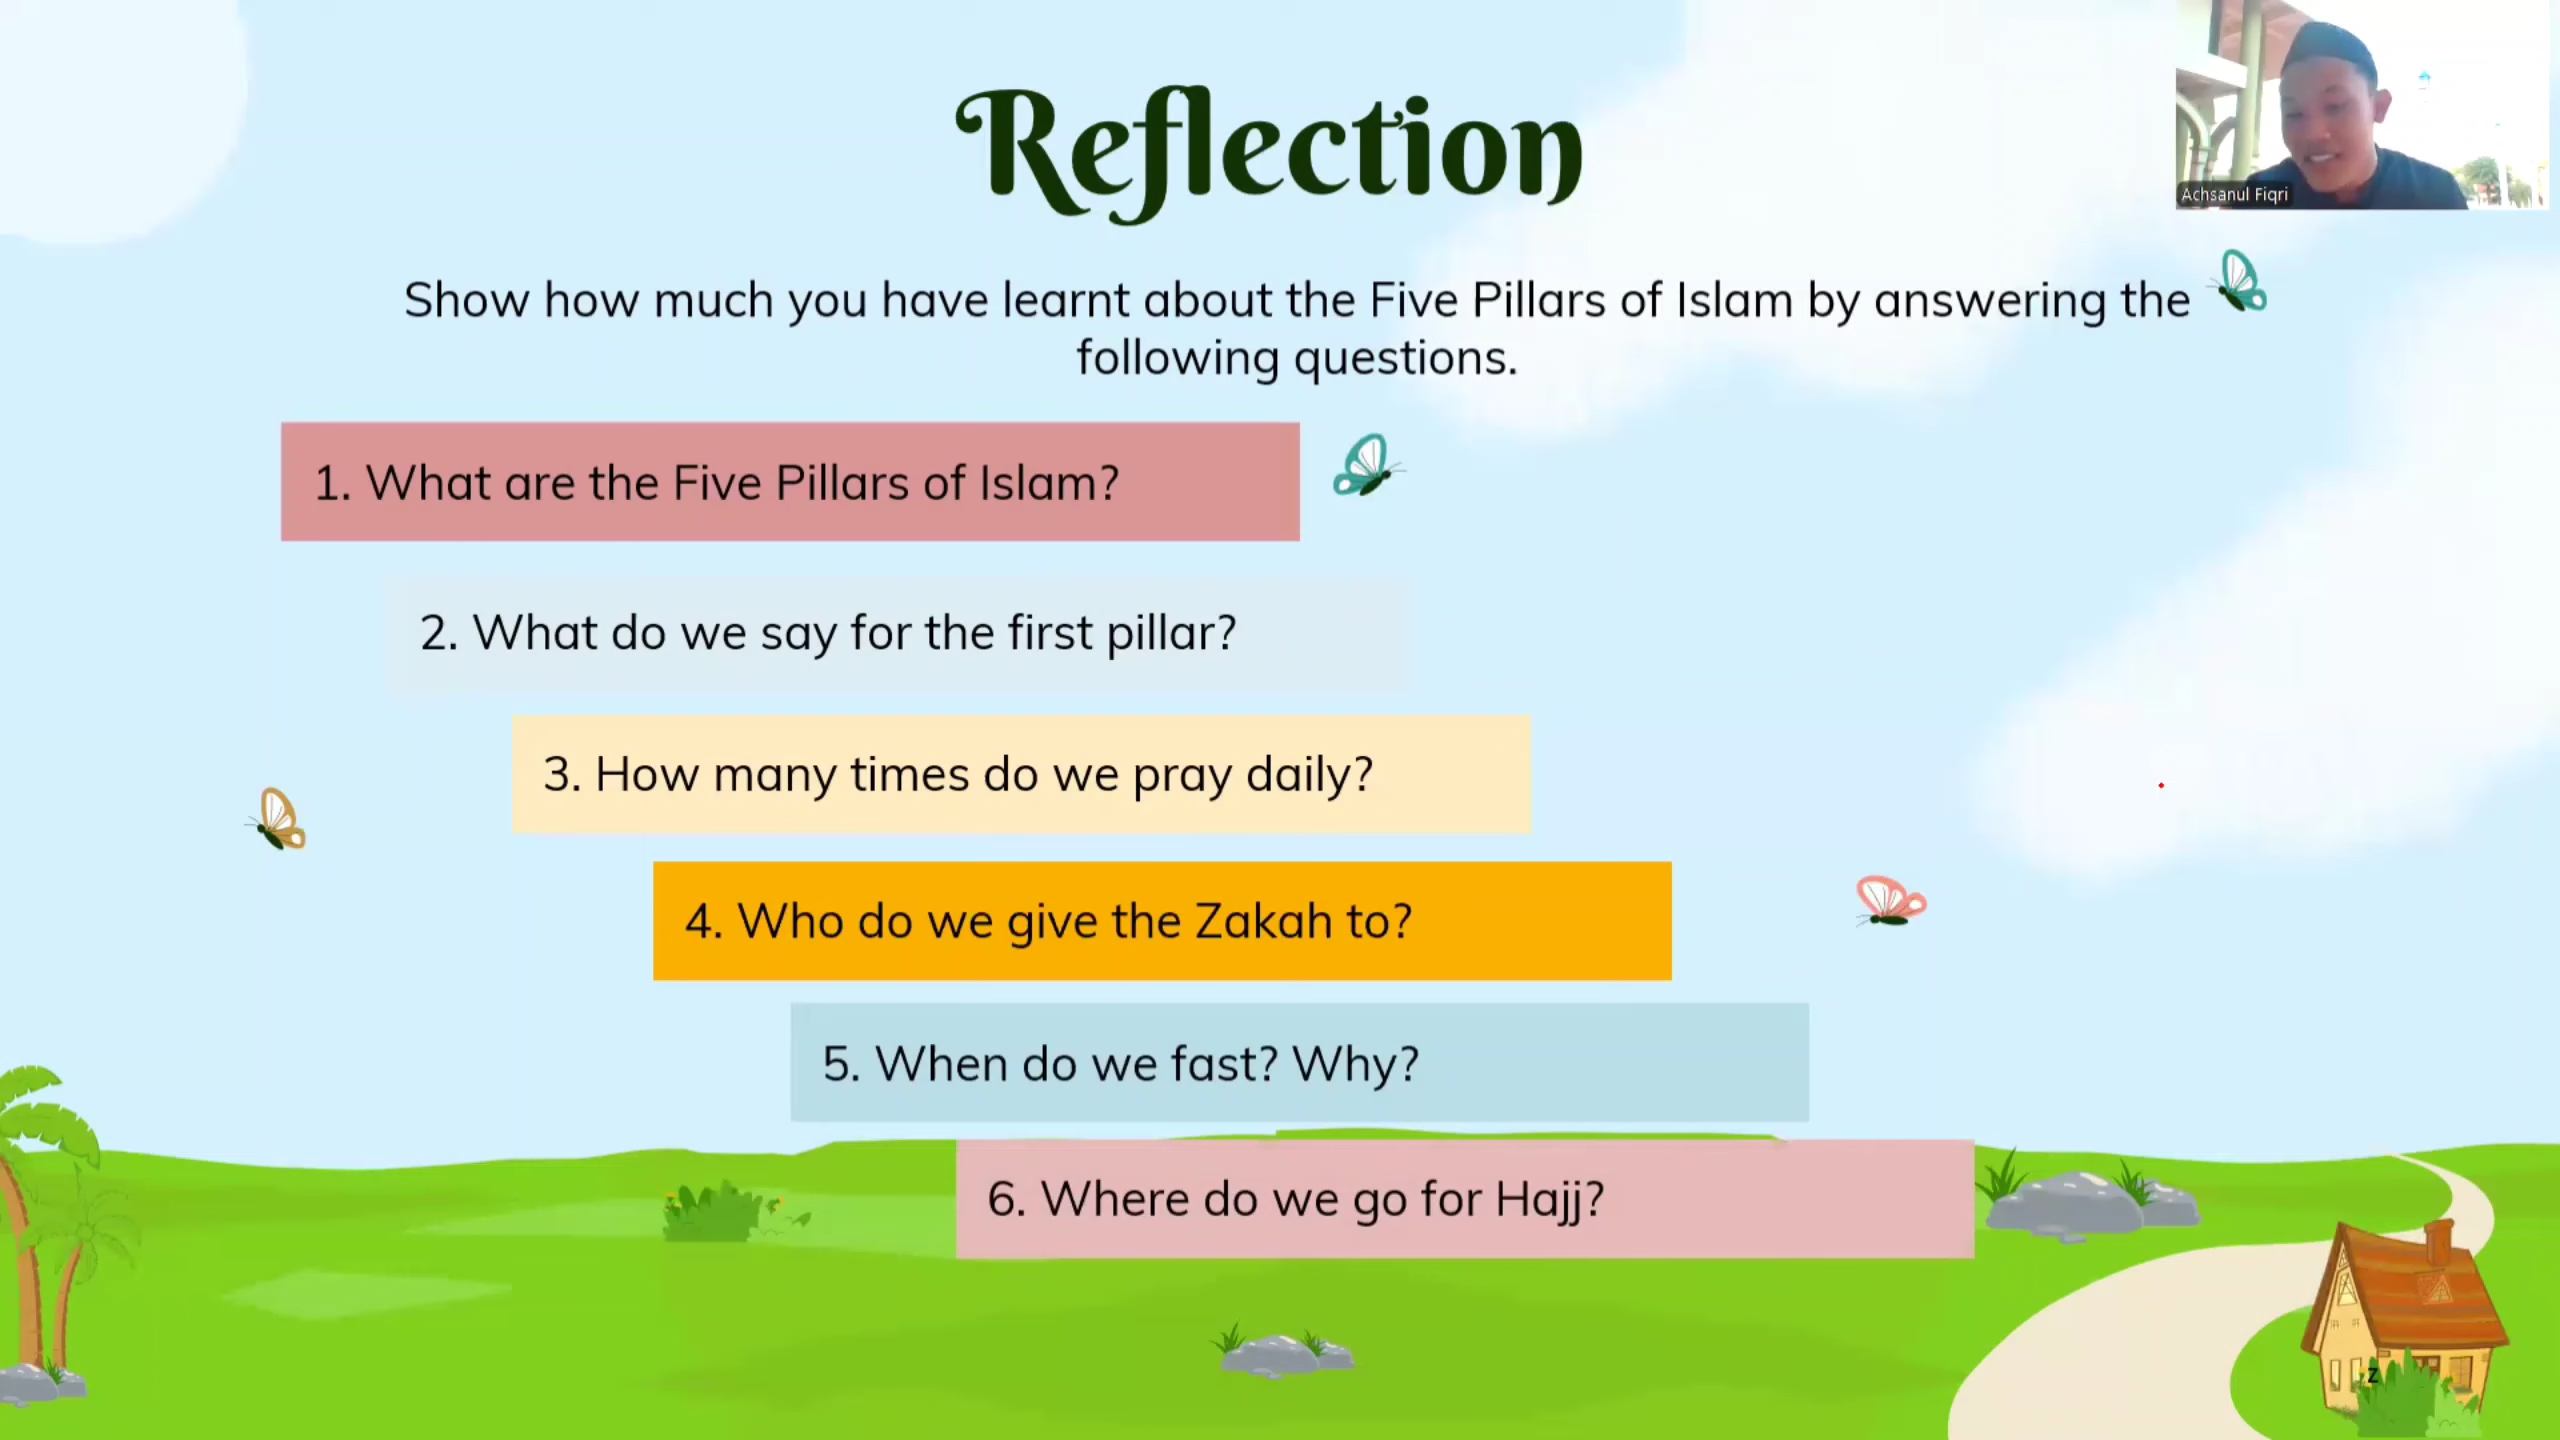 Reflection
Achsanul Fiqri
Show how much you have learnt about the Five Pillars of Islam by answering the
following questions.
1. What are the Five Pillars of Islam?
2. What do we say for the first pillar?
3. How many times do we pray daily?
4. Who do we give the Zakah to?
5. When do we fast? Why?
6. Where do we go for Hajj?
z